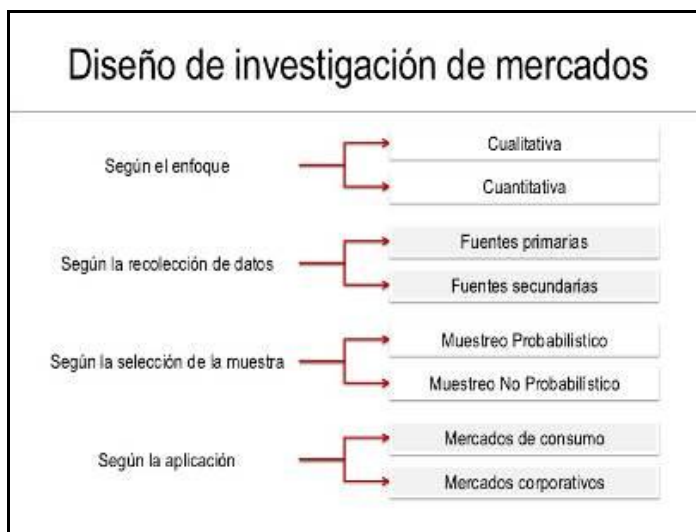 Diseño de investigación de mercados
Según el enfoque
Cualitativa
Cuantitativa
Según la recolección de datos
Fuentes primarias
Fuentes secundarias
Según la selección de la muestra
Muestreo Probabilístico
Muestreo No Probabilístico
Según la aplicación
Mercados de consumo
Mercados corporativos